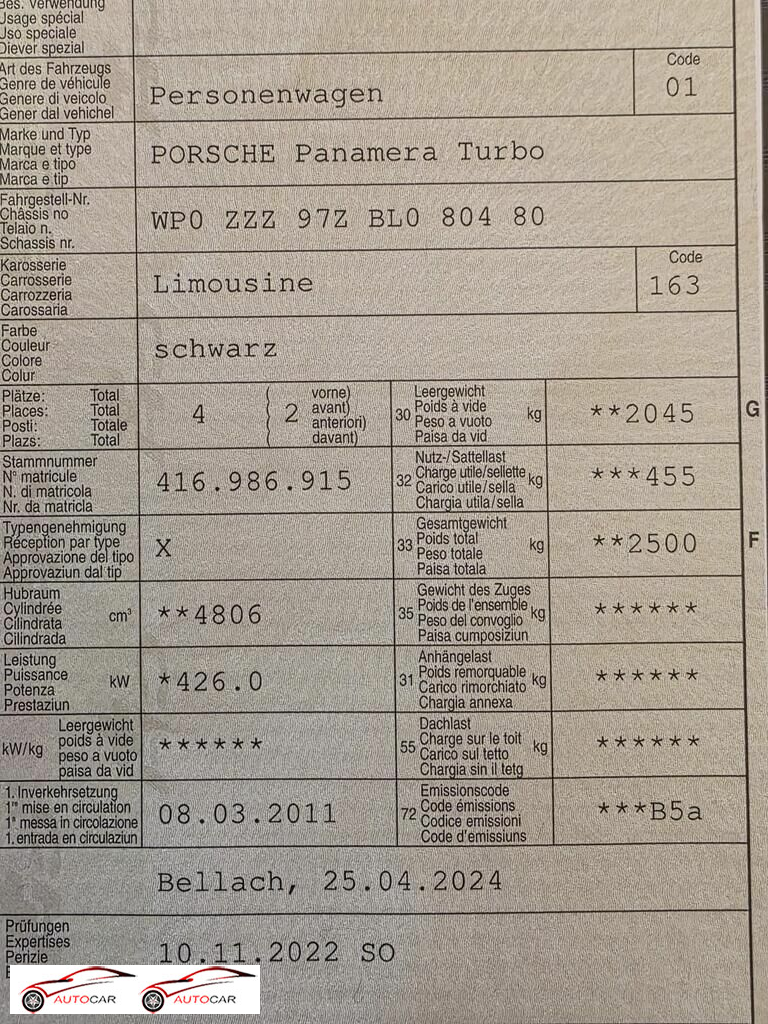 Bes. Verwendung
Usage spécial
Uso speciale
Diever spezial
Art des Fahrzeugs
Genre de véhicule
Genere di veicolo
Gener dal vehichel
Personenwagen
Code
01
Marke und Typ
Marque et type
Marca e tipo
Marca e tip
PORSCHE Panamera Turbo
Fahrgestell-Nr.
Châssis no
Telaio n.
Schassis nr.
WP0 ZZZ 97Z BL0 804 80
Karosserie
Carrosserie
Carrozzeria
Carossaria
Limousine
Code
163
Farbe
Couleur
Colore
Colur
schwarz
Plätze: Total
Places: Total
Posti: Totale
Plazs: Total
4
( 2 vorne)
avant)
anteriori)
davant)
30 Leergewicht
Poids à vide
Peso a vuoto
Paisa da vid
kg
**2045
G
Stammnummer
N° matricule
N. di matricola
Nr. da matricla
416.986.915
32 Nutz-/Sattellast
Charge utile/sellette
Carico utile/sella
Chargia utila/sella
kg
***455
Typengenehmigung
Réception par type
Approvazione del tipo
Approvaziun dal tip
X
33 Gesamtgewicht
Poids total
Peso totale
Paisa totala
kg
**2500
F
Hubraum
Cylindrée
Cilindrata
Cilindrada
cm³
**4806
35 Gewicht des Zuges
Poids de l'ensemble
Peso del convoglio
Paisa cumposiziun
kg
******
Leistung
Puissance
Potenza
Prestaziun
kW
*426.0
31 Anhängelast
Poids remorquable
Carico rimorchiato
Chargia annexa
kg
******
kW/kg
Leergewicht
poids à vide
peso a vuoto
paisa da vid
******
55 Dachlast
Charge sur le toit
Carico sul tetto
Chargia sin il tetg
kg
******
1. Inverkehrsetzung
1re mise en circulation
1a messa in circolazione
1. entrada en circulaziun
08.03.2011
72 Emissionscode
Code émissions
Codice emissioni
Code d'emissiuns
***B5a
Bellach, 25.04.2024
Prüfungen
Expertises
Perizie
10.11.2022 SO
AUTOCAR AUTOCAR